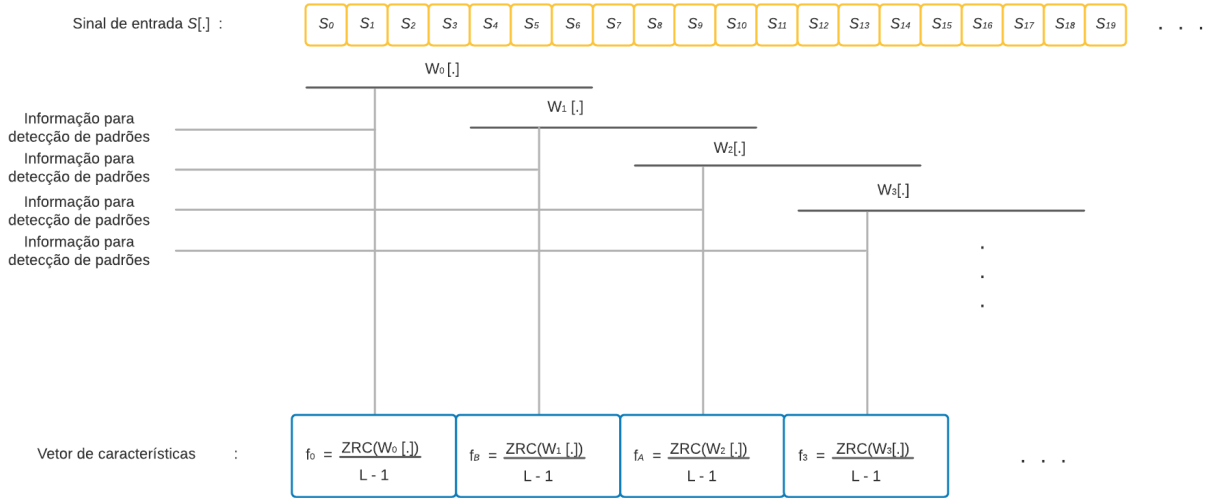 Sinal de entrada S[.] : S0 S1 S2 S3 S4 S5 S6 S7 S8 S9 S10 S11 S12 S13 S14 S15 S16 S17 S18 S19 . . .
W0 [.]
W1 [.]
W2[.]
W3[.]
Informação para
detecção de padrões
Informação para
detecção de padrões
Informação para
detecção de padrões
Informação para
detecção de padrões
.
.
.
Vetor de características :
f0 = ZRC(W0 [.])
L - 1
fB = ZRC(W1 [.])
L - 1
fA = ZRC(W2 [.])
L - 1
f3 = ZRC(W3[.])
L - 1
. . .